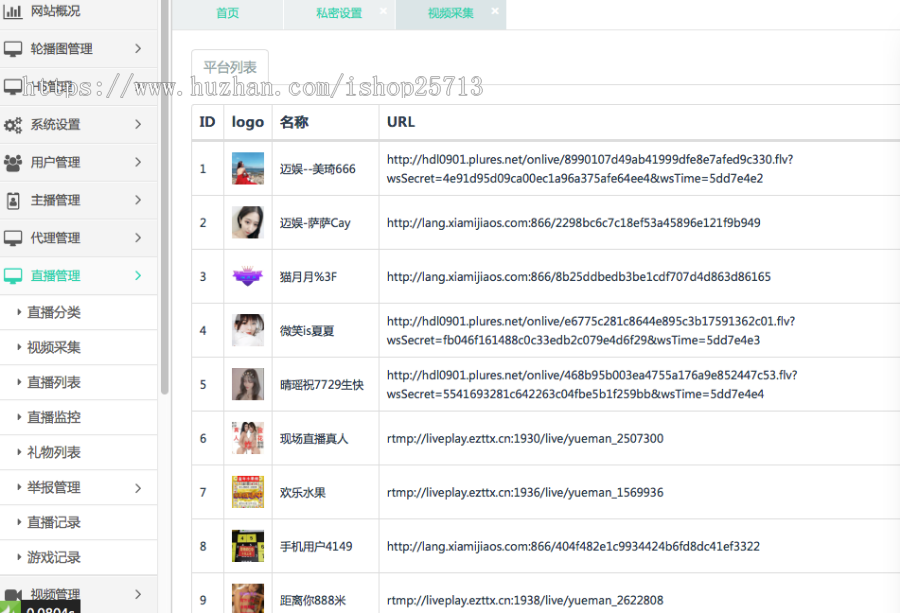 网站概况
轮播图管理
H5管理
系统设置
用户管理
主播管理
代理管理
直播管理
直播分类
视频采集
直播列表
直播监控
礼物列表
举报管理
直播记录
游戏记录
视频管理
0.0804s
首页
私密设置 ×
视频采集 ×
平台列表
https://www.huzhan.com/ishop25713
ID logo 名称 URL
1 迈娱--美琦666 http://hdl0901.plures.net/onlive/8990107d49ab41999dfe8e7afed9c330.flv?
wsSecret=4e91d95d09ca00ec1a96a375afe64ee4&wsTime=5dd7e4e2
2 迈娱-萨萨Cay http://lang.xiamijiaos.com:866/2298bc6c7c18ef53a45896e121f9b949
3 猫月月%3F http://lang.xiamijiaos.com:866/8b25ddbedb3be1cdf707d4d863d86165
4 微笑is夏夏 http://hdl0901.plures.net/onlive/e6775c281c8644e895c3b17591362c01.flv?
wsSecret=fb046f161488c0c33edb2c079e4d6f29&wsTime=5dd7e4e3
5 晴瑶祝7729生快 http://hdl0901.plures.net/onlive/468b95b003ea4755a176a9e852447c53.flv?
wsSecret=5541693281c642263c04fbe5b1f259bb&wsTime=5dd7e4e4
6 现场直播真人 rtmp://liveplay.ezttx.cn:1930/live/yueman_2507300
7 欢乐水果 rtmp://liveplay.ezttx.cn:1936/live/yueman_1569936
8 手机用户4149 http://lang.xiamijiaos.com:866/404f482e1c9934424b6fd8dc41ef3322
9 距离你888米 rtmp://liveplay.ezttx.cn:1938/live/yueman_2622808